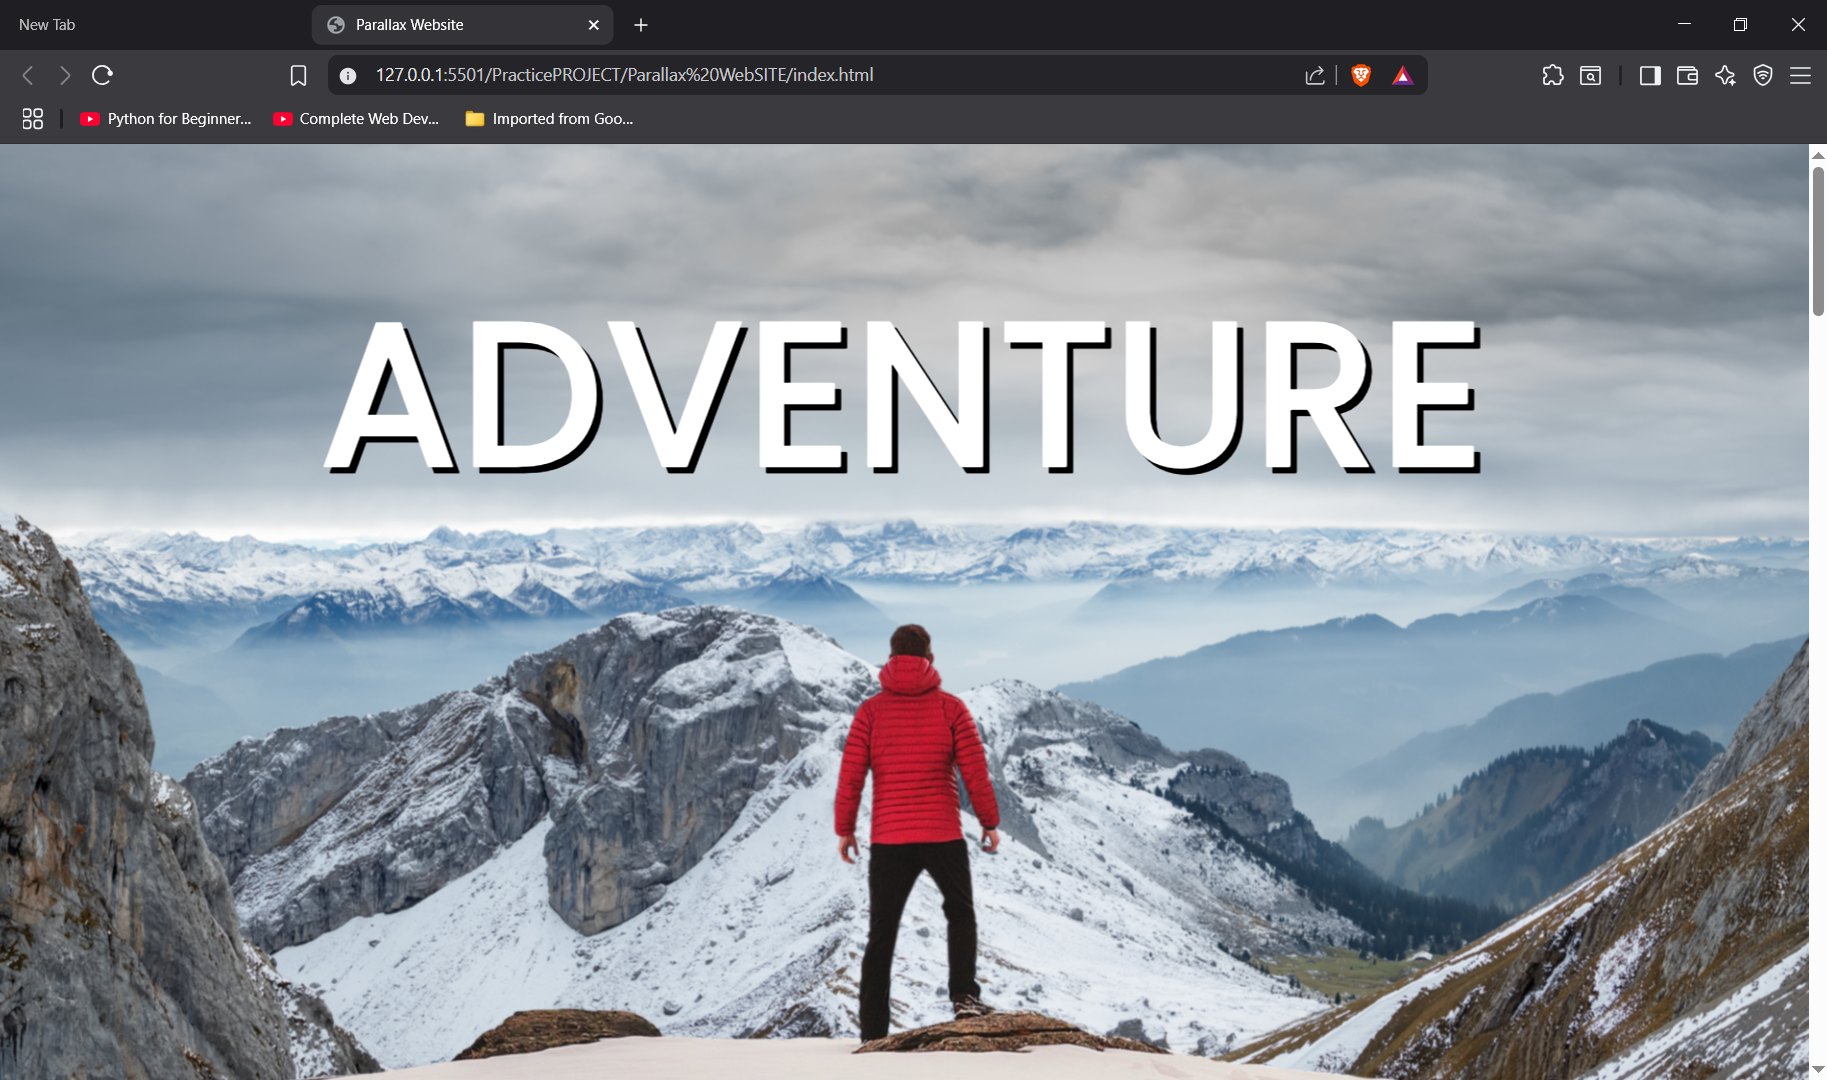 New Tab
Parallax Website
127.0.0.1:5501/PracticePROJECT/Parallax%20WebSITE/index.html
Python for Beginner...
Complete Web Dev...
Imported from Goo...
ADVENTURE